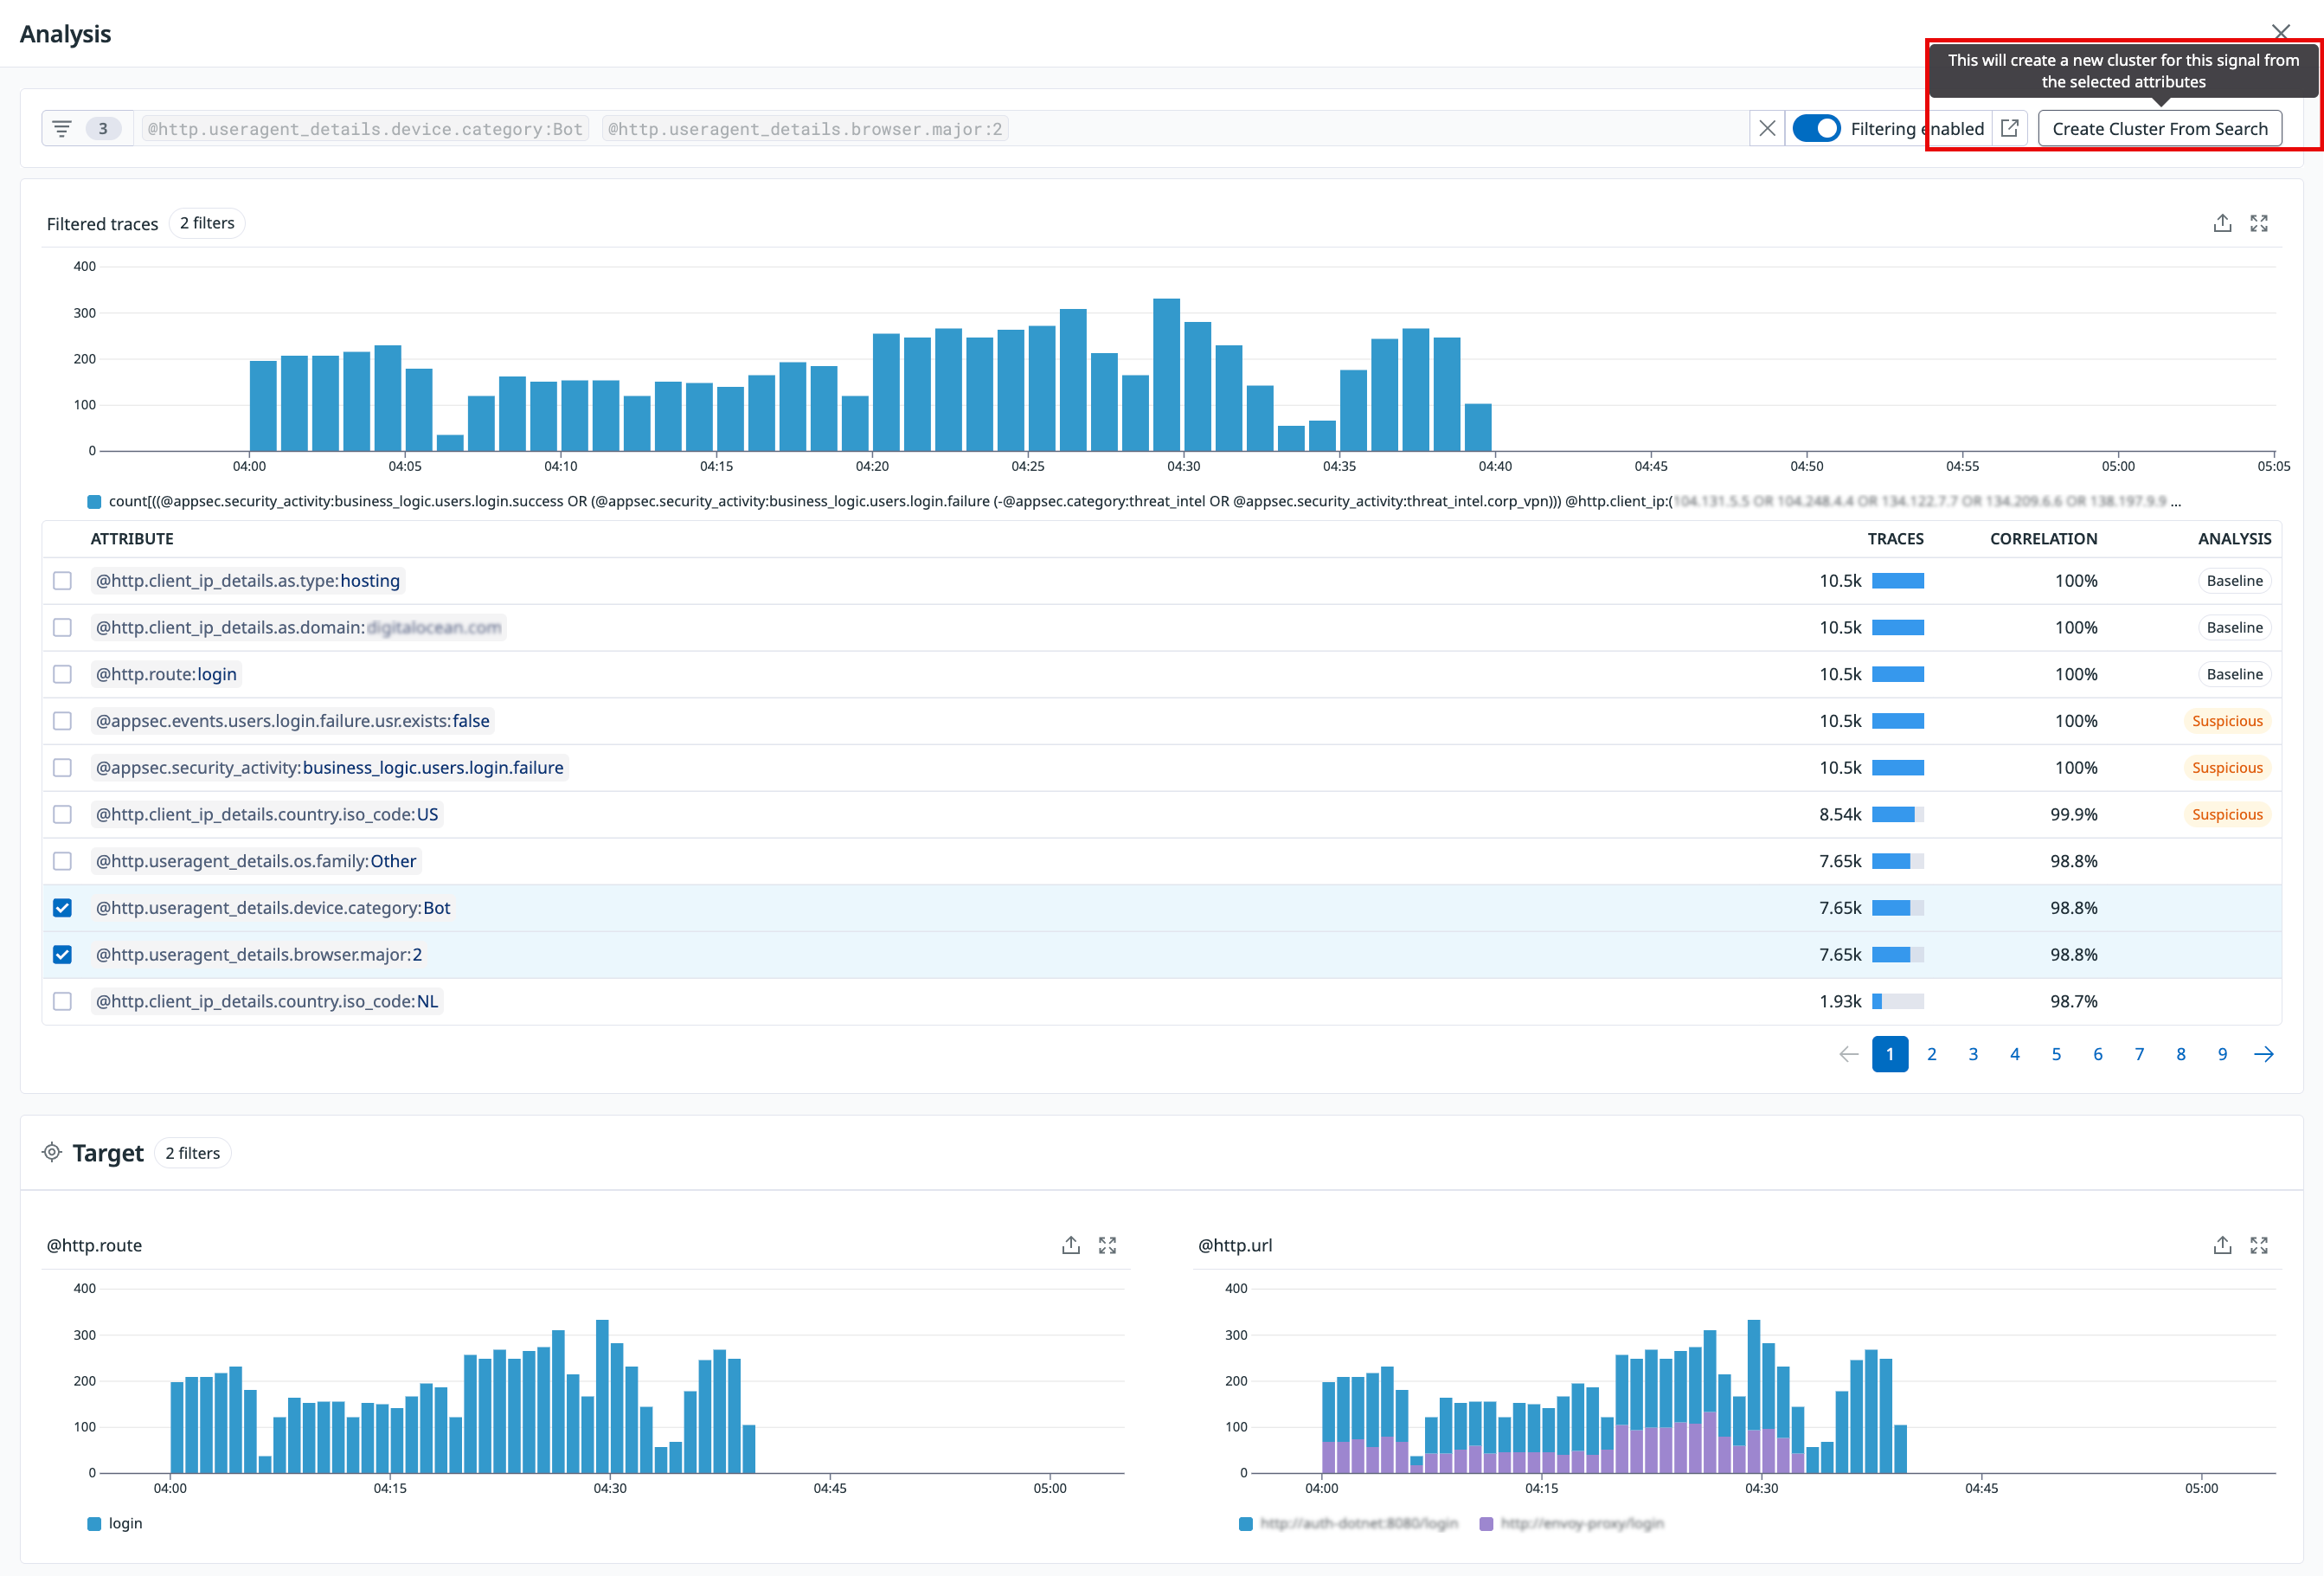 Analysis
This will create a new cluster for this signal from
the selected attributes
3 @http.useragent_details.device.category:Bot @http.useragent_details.browser.major:2 Filtering enabled Create Cluster From Search
Filtered traces 2 filters
400
300
200
100
0
04:00 04:05 04:10 04:15 04:20 04:25 04:30 04:35 04:40 04:45 04:50 04:55 05:00 05:05
count[((@appsec.security_activity:business_logic.users.login.success OR (@appsec.security_activity:business_logic.users.login.failure (-@appsec.category:threat_intel OR @appsec.security_activity:threat_intel.corp_vpn))) @http.client_ip:( ...
ATTRIBUTE TRACES CORRELATION ANALYSIS
@http.client_ip_details.as.type:hosting 10.5k 100% Baseline
@http.client_ip_details.as.domain:digitalocean.com 10.5k 100% Baseline
@http.route:login 10.5k 100% Baseline
@appsec.events.users.login.failure.usr.exists:false 10.5k 100% Suspicious
@appsec.security_activity:business_logic.users.login.failure 10.5k 100% Suspicious
@http.client_ip_details.country.iso_code:US 8.54k 99.9% Suspicious
@http.useragent_details.os.family:Other 7.65k 98.8%
@http.useragent_details.device.category:Bot 7.65k 98.8%
@http.useragent_details.browser.major:2 7.65k 98.8%
@http.client_ip_details.country.iso_code:NL 1.93k 98.7%
1 2 3 4 5 6 7 8 9
Target 2 filters
@http.route
400
300
200
100
0
04:00 04:15 04:30 04:45 05:00
login
@http.url
400
300
200
100
0
04:00 04:15 04:30 04:45 05:00
http://auth-dotnet:8080/login http://envoy-proxy/login